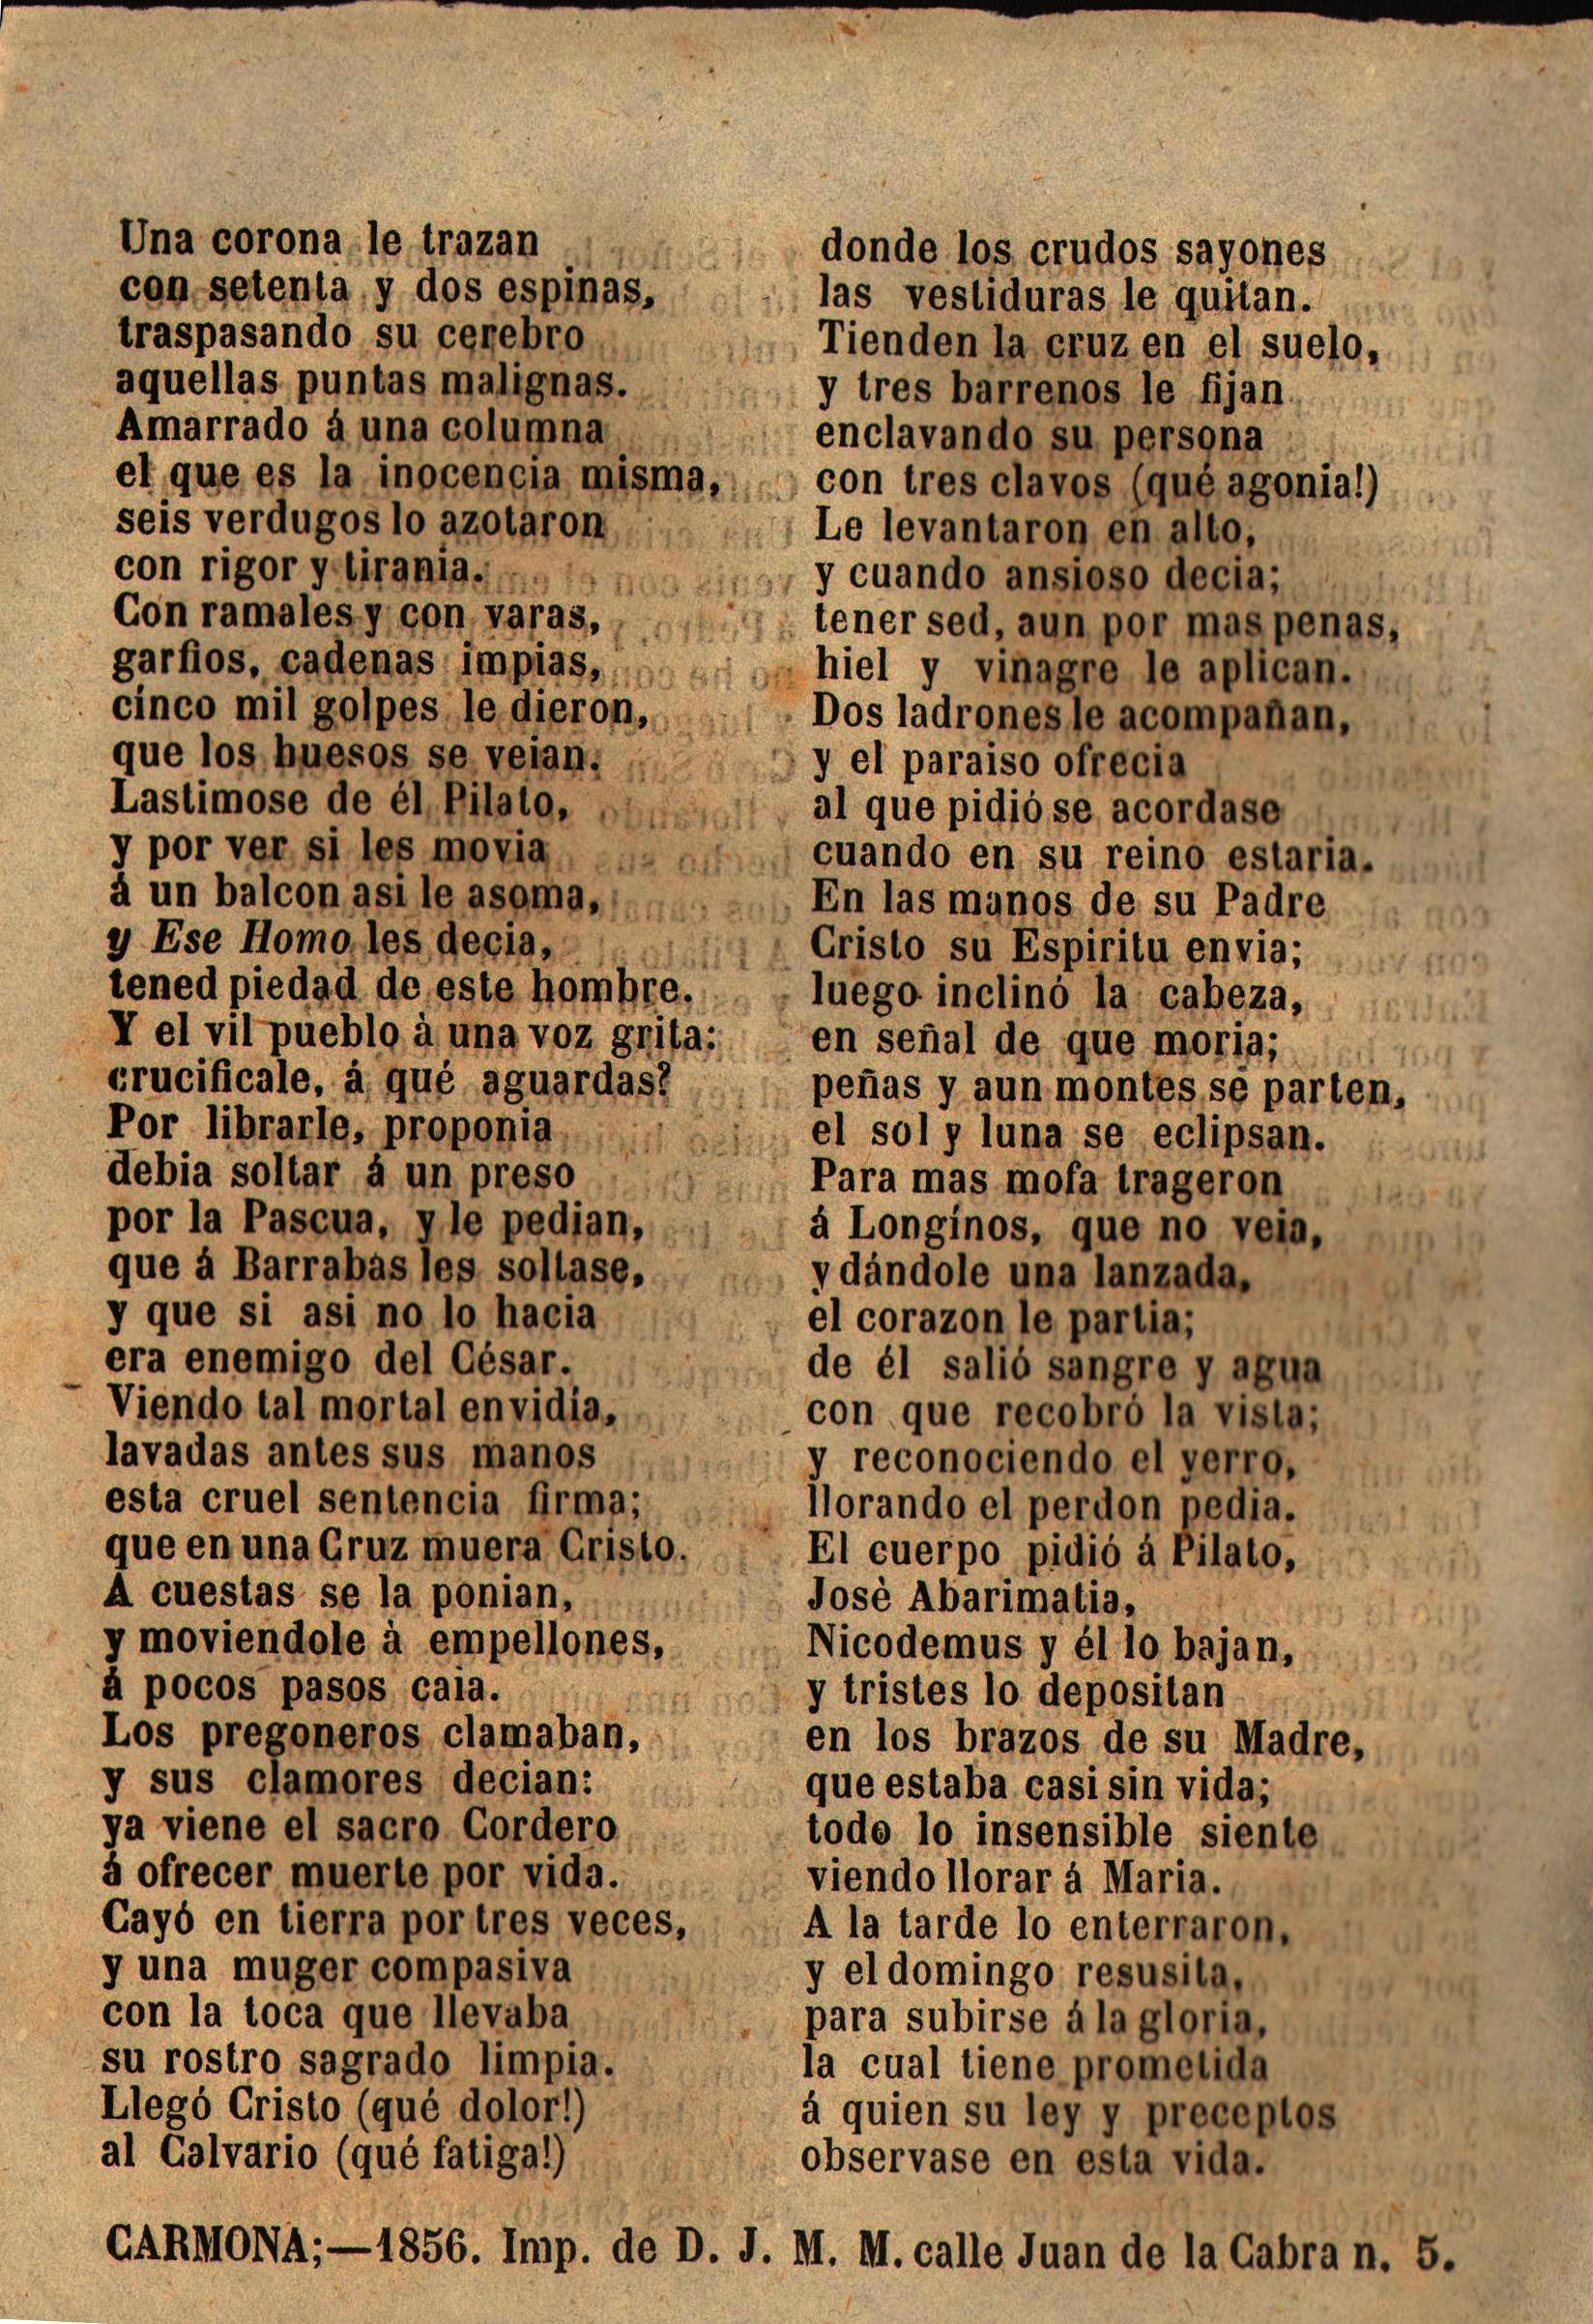 Una corona le trazan
con setenta y dos espinas,
traspasando su cerebro
aquellas puntas malignas.
Amarrado á una columna
el que es la inocencia misma,
seis verdugos lo azotaron
con rigor y tirania.
Con ramales y con varas,
garfios, cadenas impias,
cinco mil golpes le dieron,
que los huesos se veian.
Lastimose de él Pilato,
y por ver si les movia
á un balcon asi le asoma,
y Ese Homo les decia,
tened piedad de este hombre.
Y el vil pueblo à una voz grita:
crucificale, á qué aguardas?
Por librarle, proponia
debia soltar á un preso
por la Pascua, y le pedian,
que á Barrabas les soltase,
y que si asi no lo hacia
era enemigo del César.
Viendo tal mortal envidia,
lavadas antes sus manos
esta cruel sentencia firma;
que en una Cruz muera Cristo.
A cuestas se la ponian,
y moviendole à empellones,
á pocos pasos caia.
Los pregoneros clamaban,
y sus clamores decian:
ya viene el sacro Cordero
á ofrecer muerte por vida.
Cayó en tierra por tres veces,
y una muger compasiva
con la toca que llevaba
su rostro sagrado limpia.
Llegó Cristo (qué dolor!)
al Calvario (qué fatiga!)
donde los crudos sayones
las vestiduras le quitan.
Tienden la cruz en el suelo,
y tres barrenos le fijan
enclavando su persona
con tres clavos (qué agonia!)
Le levantaron en alto,
y cuando ansioso decia;
tener sed, aun por mas penas,
hiel y vinagre le aplican.
Dos ladrones le acompañan,
y el paraiso ofrecia
al que pidió se acordase
cuando en su reino estaria.
En las manos de su Padre
Cristo su Espiritu envia;
luego inclinó la cabeza,
en señal de que moria;
peñas y aun montes se parten,
el sol y luna se eclipsan.
Para mas mofa trageron
á Longínos, que no veia,
y dándole una lanzada,
el corazon le partia;
de él salió sangre y agua
con que recobró la vista;
y reconociendo el yerro,
llorando el perdon pedia.
El cuerpo pidió á Pilato,
Josè Abarimatia,
Nicodemus y él lo bajan,
y tristes lo depositan
en los brazos de su Madre,
que estaba casi sin vida;
todo lo insensible siente
viendo llorar á Maria.
A la tarde lo enterraron,
y el domingo resusita,
para subirse á la gloria,
la cual tiene prometida
á quien su ley y preceptos
observase en esta vida.
CARMONA;—1856. Imp. de D. J. M. M. calle Juan de la Cabra n. 5.